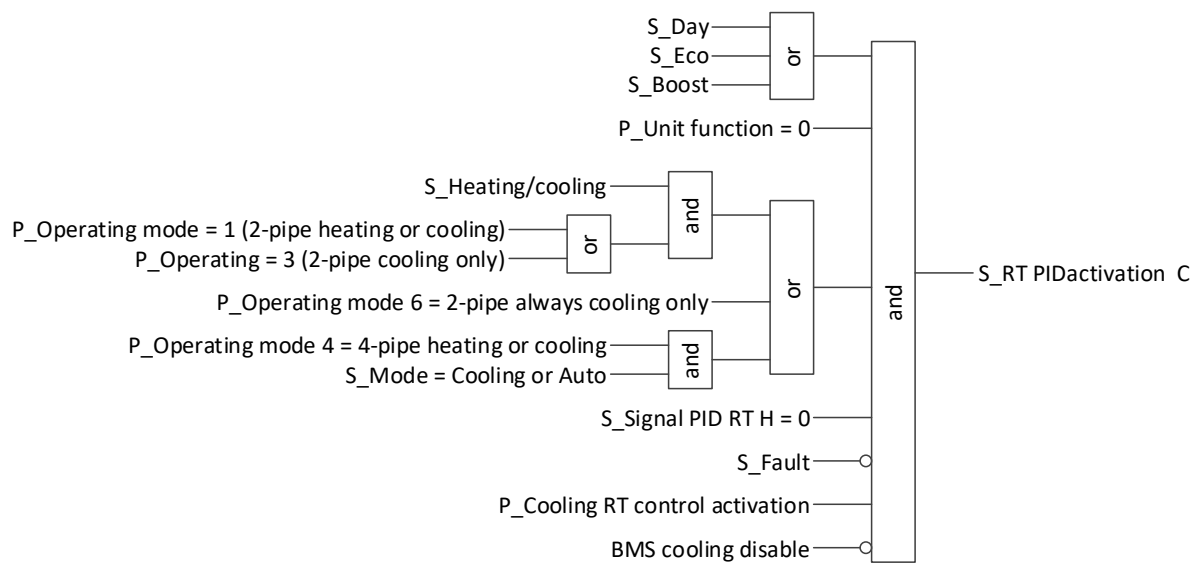 S_Day
S_Eco
S_Boost
or
P_Unit function = 0
S_Heating/cooling
and
P_Operating mode = 1 (2-pipe heating or cooling)
P_Operating = 3 (2-pipe cooling only)
or
or
P_Operating mode 6 = 2-pipe always cooling only
P_Operating mode 4 = 4-pipe heating or cooling
S_Mode = Cooling or Auto
and
and
S_RT PIDactivation C
S_Signal PID RT H = 0
S_Fault
P_Cooling RT control activation
BMS cooling disable